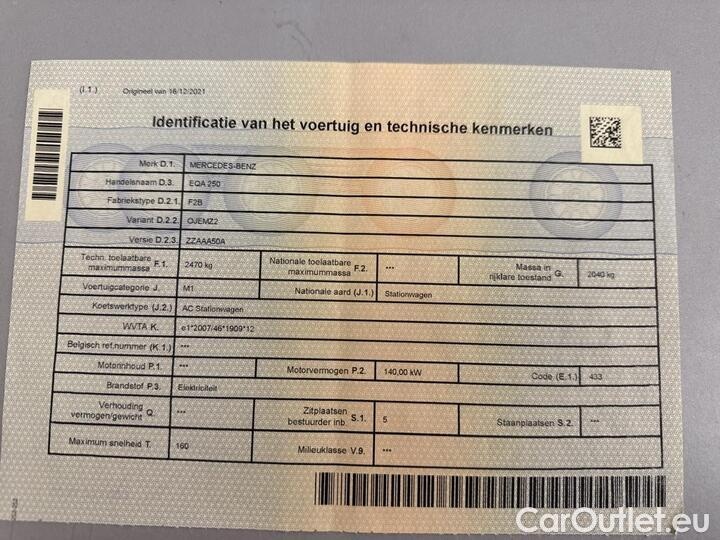 (I.1.) Origineel van 16/12/2021
Identificatie van het voertuig en technische kenmerken
Merk D.1. MERCEDES-BENZ
Handelsnaam D.3. EQA 250
Fabriekstype D.2.1. F2B
Variant D.2.2. OJEMZ2
Versie D.2.3. ZZAAA50A
Techn. toelaatbare maximummassa F.1. 2470 kg Nationale toelaatbare maximummassa F.2. *** Massa in rijklare toestand G. 2040 kg
Voertuigcategorie J. M1 Nationale aard (J.1.) Stationwagen
Koetswerktype (J.2.) AC Stationwagen
WVTA K. e1*2007/46*1909*12
Belgisch ref.nummer (K.1.) ***
Motorinhoud P.1. *** Motorvermogen P.2. 140,00 kW Code (E.1.) 433
Brandstof P.3. Elektriciteit
Verhouding vermogen/gewicht Q. *** Zitplaatsen bestuurder inb. S.1. 5 Staanplaatsen S.2. ***
Maximum snelheid T. 160 Milieuklasse V.9. ***
CarOutlet.eu